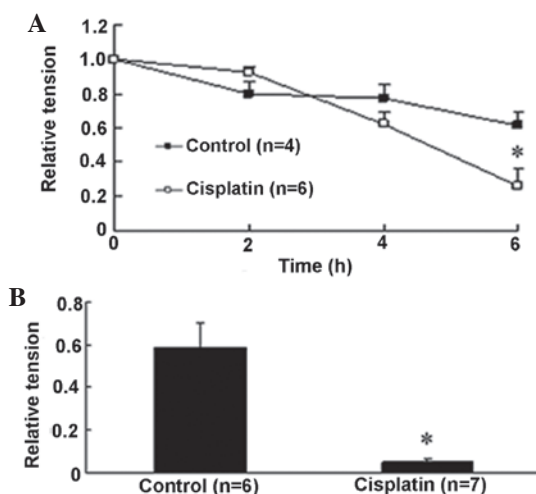 A
Relative tension
1.2
1.0
0.8
0.6
0.4
0.2
0
Control (n=4)
Cisplatin (n=6)
*
0
2
4
6
Time (h)
B
Relative tension
0.8
0.6
0.4
0.2
0
*
Control (n=6)
Cisplatin (n=7)